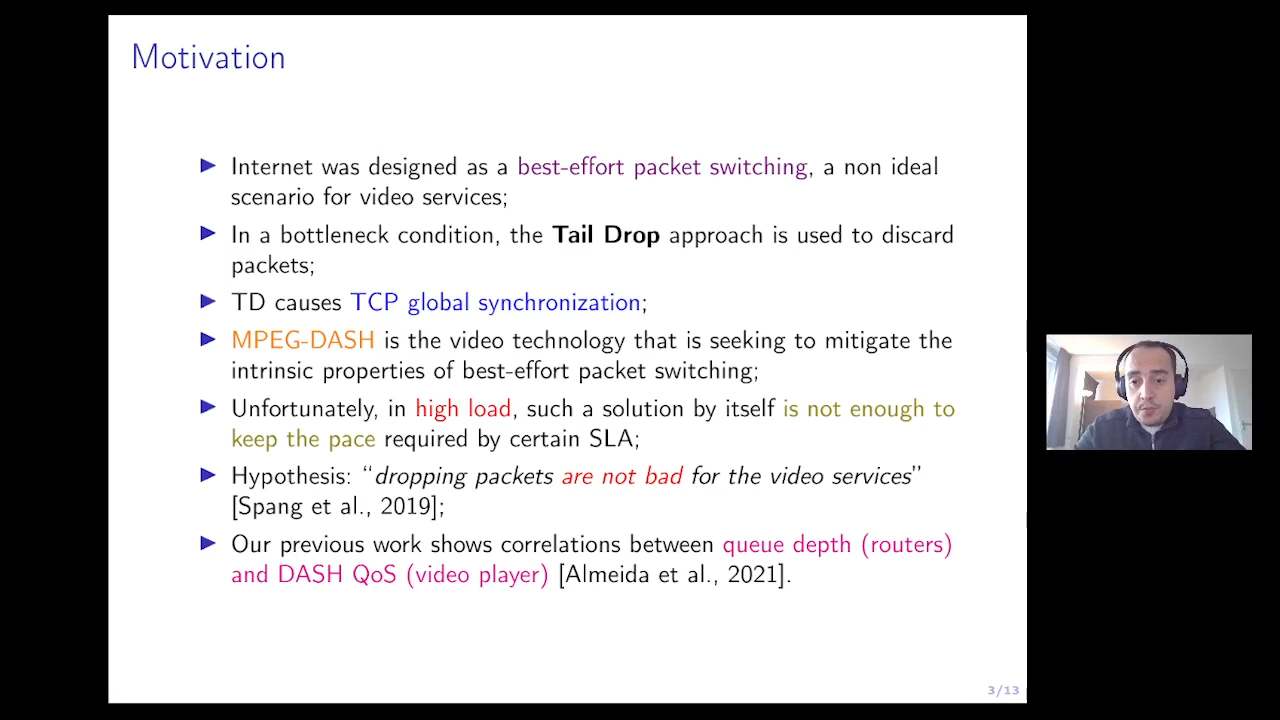 Motivation
Internet was designed as a best-effort packet switching, a non ideal
scenario for video services;
In a bottleneck condition, the Tail Drop approach is used to discard
packets;
TD causes TCP global synchronization;
MPEG-DASH is the video technology that is seeking to mitigate the
intrinsic properties of best-effort packet switching;
Unfortunately, in high load, such a solution by itself is not enough to
keep the pace required by certain SLA;
Hypothesis: “dropping packets are not bad for the video services”
[Spang et al., 2019];
Our previous work shows correlations between queue depth (routers)
and DASH QoS (video player) [Almeida et al., 2021].
3/13